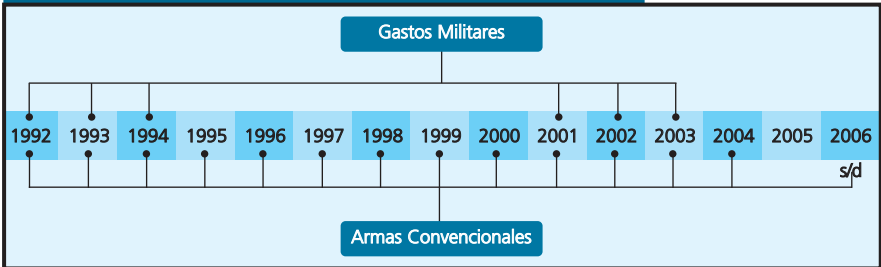 Gastos Militares
1992 1993 1994 1995 1996 1997 1998 1999 2000 2001 2002 2003 2004 2005 2006
s/d
Armas Convencionales